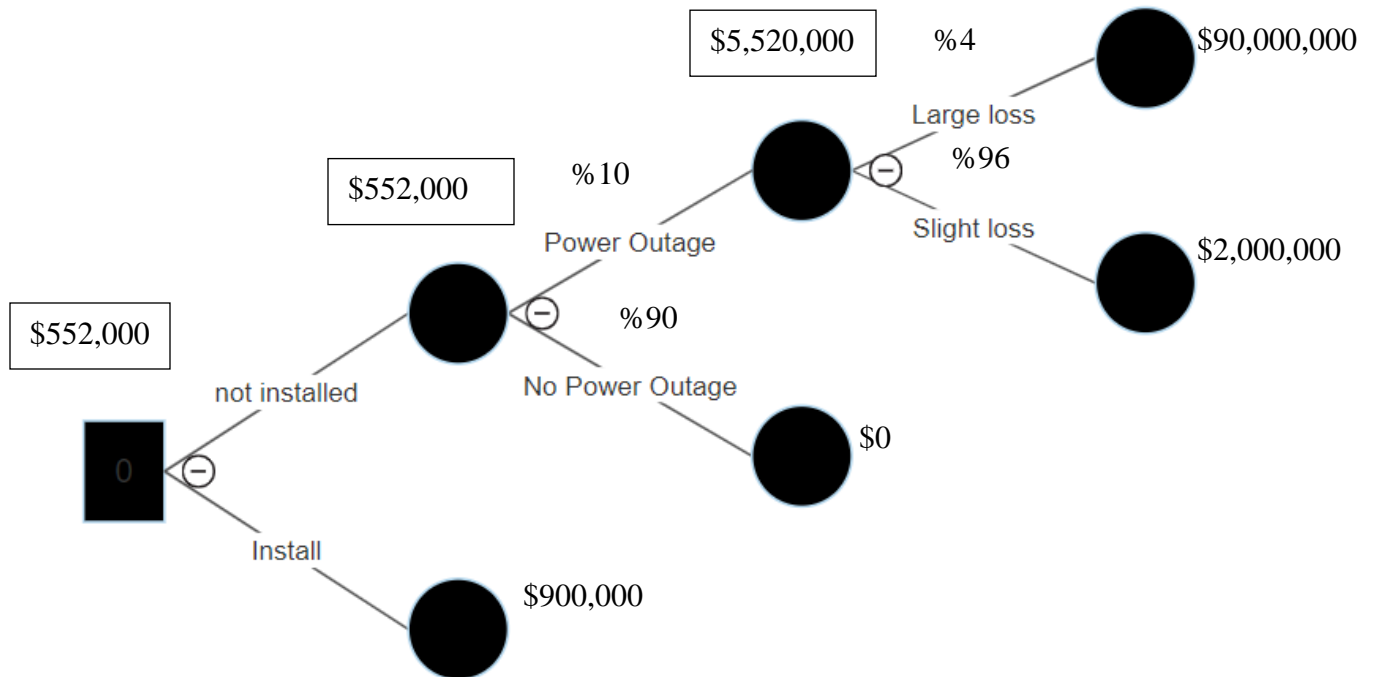 $5,520,000
%4
$90,000,000
Large loss
%96
$552,000
%10
Slight loss
$2,000,000
Power Outage
$552,000
%90
not installed
No Power Outage
$0
0
Install
$900,000